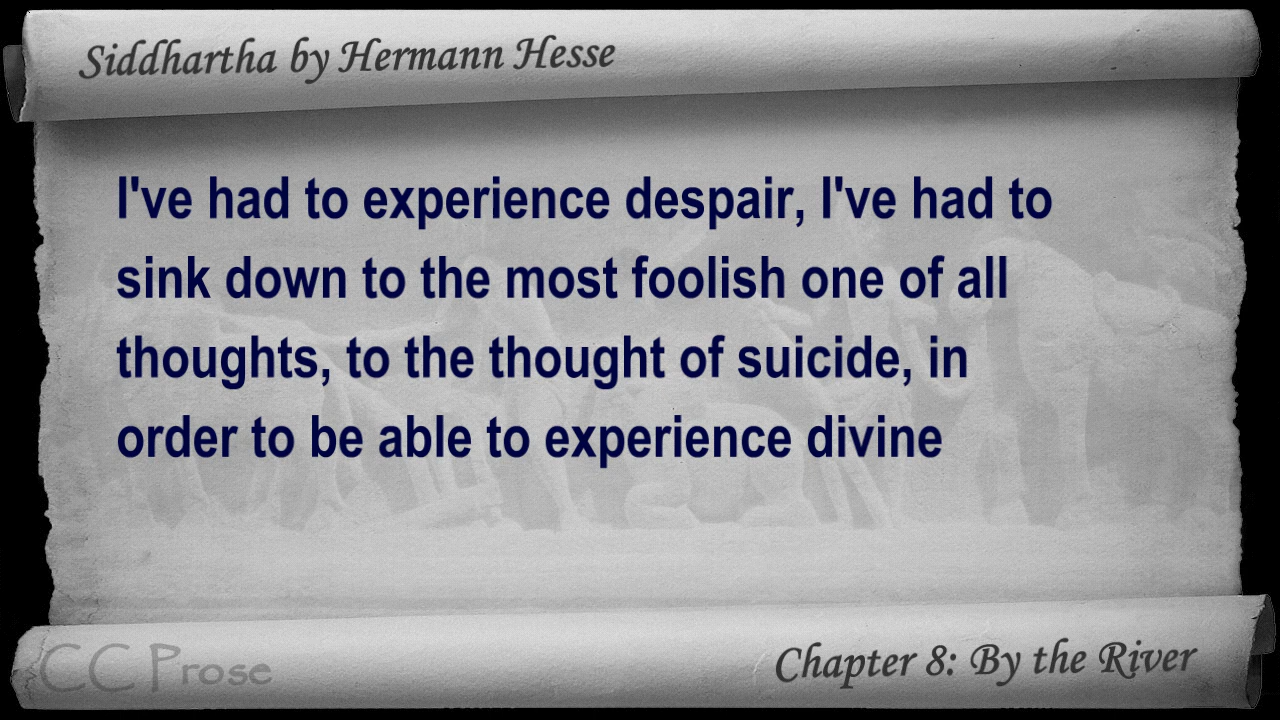 Siddhartha by Hermann Hesse
I've had to experience despair, I've had to
sink down to the most foolish one of all
thoughts, to the thought of suicide, in
order to be able to experience divine
CC Prose
Chapter 8: By the River